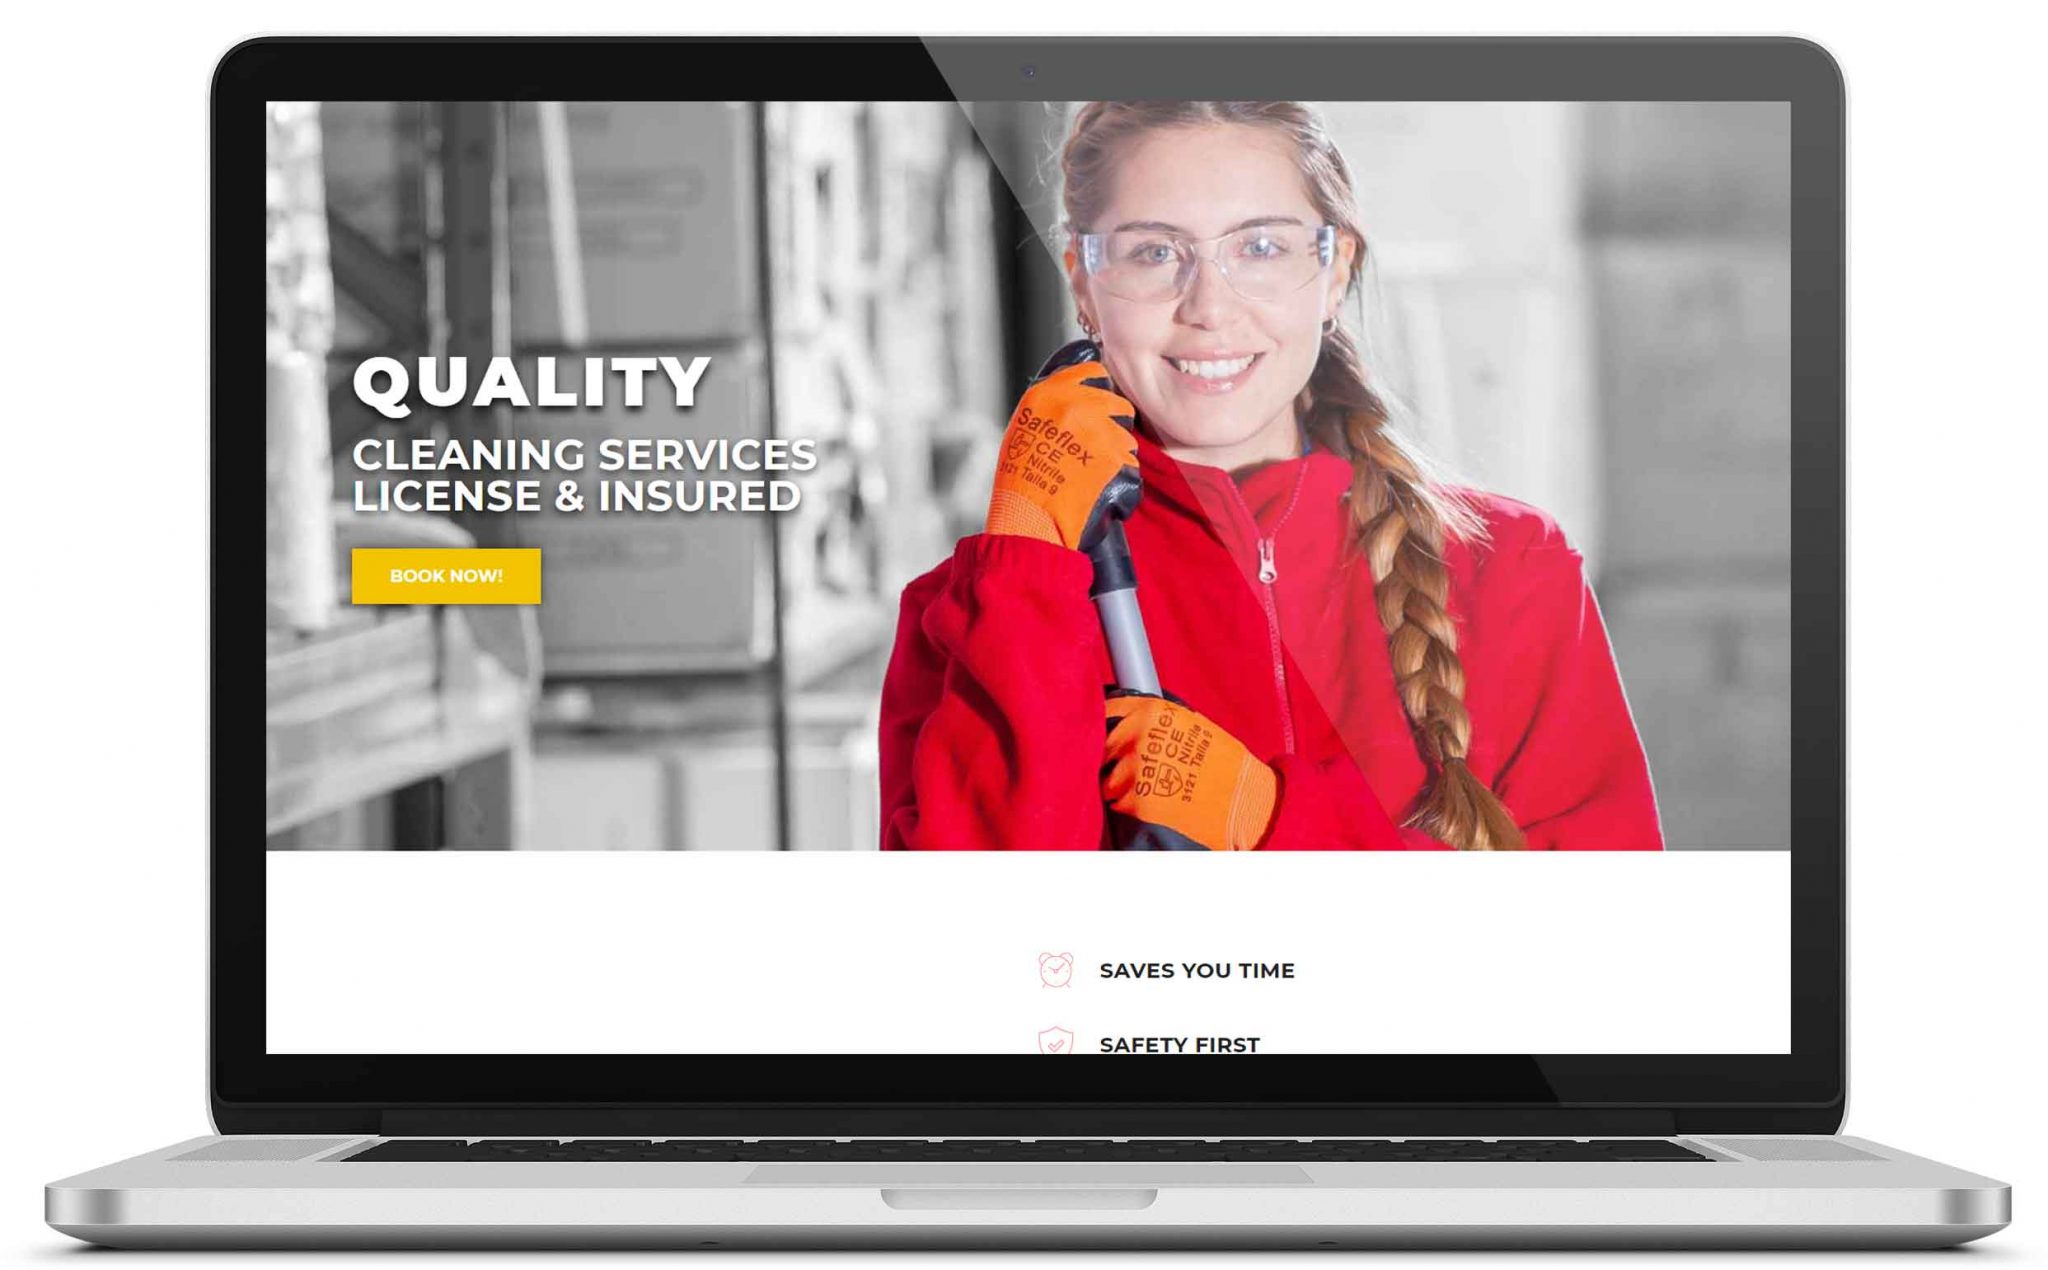 QUALITY
CLEANING SERVICES
LICENSE & INSURED
BOOK NOW!
Safeflex
CE
Nitrile
3121 Talla 9
Safeflex
CE
Nitrile
3121 Talla 9
SAVES YOU TIME
SAFETY FIRST